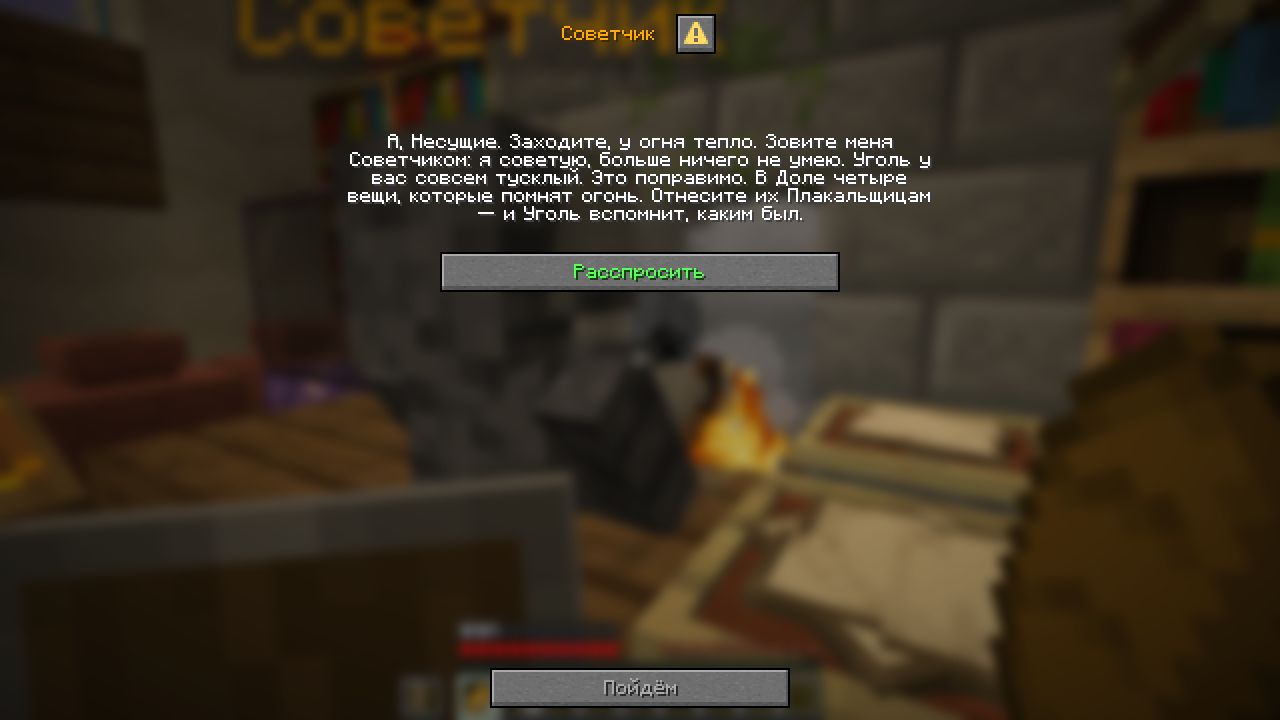 Советчик
А, Несущие. Заходите, у огня тепло. Зовите меня
Советчиком: я советую, больше ничего не умею. Уголь у
вас совсем тусклый. Это поправимо. В Доле четыре
вещи, которые помнят огонь. Отнесите их Плакальщицам
— и Уголь вспомнит, каким был.
Расспросить
Пойдём